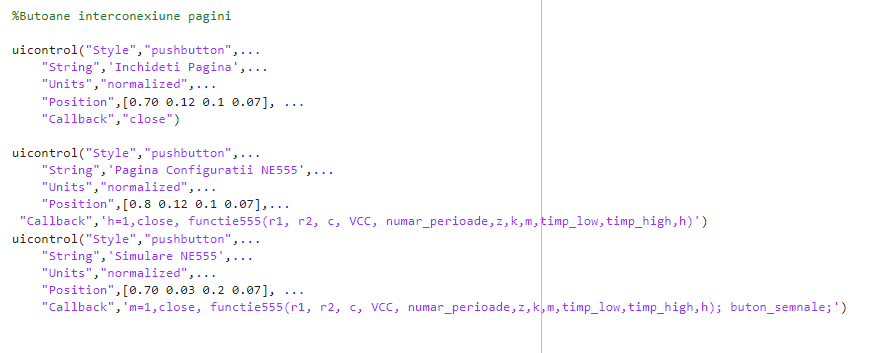 %Butoane interconexiune pagini
uicontrol("Style","pushbutton",...
"String",'Inchideti Pagina',...
"Units","normalized",...
"Position",[0.70 0.12 0.1 0.07], ...
"Callback","close")
uicontrol("Style","pushbutton",...
"String",'Pagina Configuratii NE555',...
"Units","normalized",...
"Position",[0.8 0.12 0.1 0.07],...
"Callback",'h=1,close, functie555(r1, r2, c, VCC, numar_perioade,z,k,m,timp_low,timp_high,h)')
uicontrol("Style","pushbutton",...
"String",'Simulare NE555',...
"Units","normalized",...
"Position",[0.70 0.03 0.2 0.07], ...
"Callback",'m=1,close, functie555(r1, r2, c, VCC, numar_perioade,z,k,m,timp_low,timp_high,h); buton_semnale;')